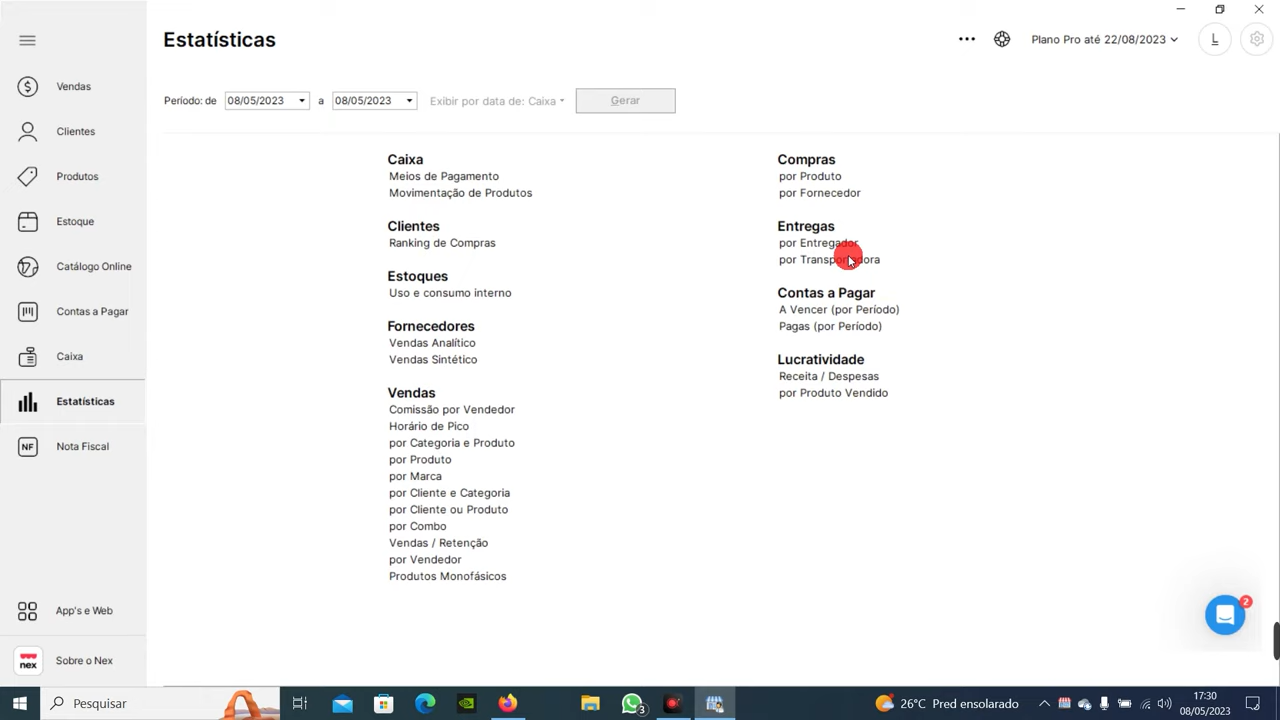 Estatísticas
Plano Pro até 22/08/2023
L
Período: de 08/05/2023 a 08/05/2023 Exibir por data de: Caixa Gerar
Vendas
Clientes
Produtos
Estoque
Catálogo Online
Contas a Pagar
Caixa
Estatísticas
NF Nota Fiscal
App's e Web
nex Sobre o Nex
Caixa
Meios de Pagamento
Movimentação de Produtos
Clientes
Ranking de Compras
Estoques
Uso e consumo interno
Fornecedores
Vendas Analítico
Vendas Sintético
Vendas
Comissão por Vendedor
Horário de Pico
por Categoria e Produto
por Produto
por Marca
por Cliente e Categoria
por Cliente ou Produto
por Combo
Vendas / Retenção
por Vendedor
Produtos Monofásicos
Compras
por Produto
por Fornecedor
Entregas
por Entregador
por Transportadora
Contas a Pagar
A Vencer (por Período)
Pagas (por Período)
Lucratividade
Receita / Despesas
por Produto Vendido
2
Pesquisar
3
26°C Pred ensolarado
17:30
08/05/2023